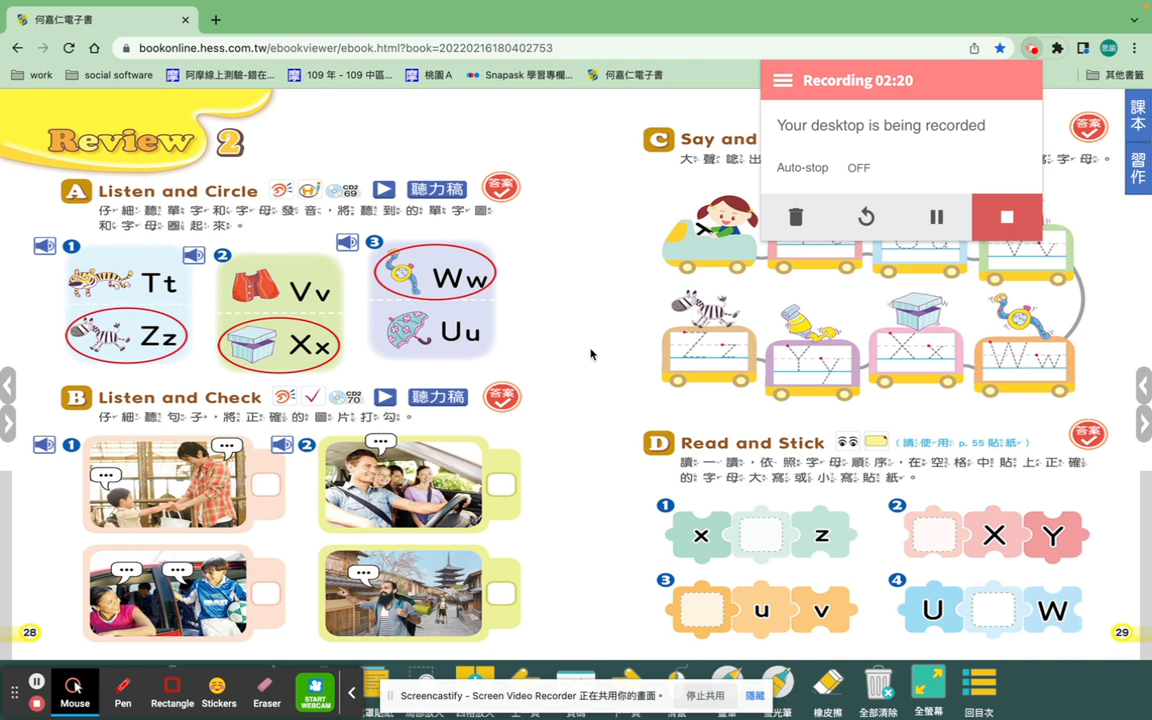 何嘉仁電子書
bookonline.hess.com.tw/ebookviewer/ebook.html?book=20220216180402753
work
social software
阿摩線上測驗-錯在...
109 年 - 109 中區...
桃園A
Snapask 學習專欄...
何嘉仁電子書
其他書籤
Recording 02:20
Your desktop is being recorded
Auto-stop OFF
Review 2
A Listen and Circle
CD2 69
聽力稿
答案
仔細聽單字和字母發音，將聽到的單字圖
和字母圈起來。
1
Tt
Zz
2
Vv
Xx
3
Ww
Uu
B Listen and Check
CD2 70
聽力稿
答案
仔細聽句子，將正確的圖片打勾。
1
2
28
C Say and
答案
大聲唸出
字母。
V v
Z z
Y y
X x
W w
D Read and Stick
(請使用 p. 55 貼紙)
答案
讀一讀，依照字母順序，在空格中貼上正確
的字母大寫或小寫貼紙。
1
x
z
2
X
Y
3
u
v
4
U
W
29
課本
習作
Mouse
Pen
Rectangle
Stickers
Eraser
START WEBCAM
Screencastify - Screen Video Recorder 正在共用你的畫面。
停止共用
隱藏
橡皮擦
全部清除
全螢幕
回目次